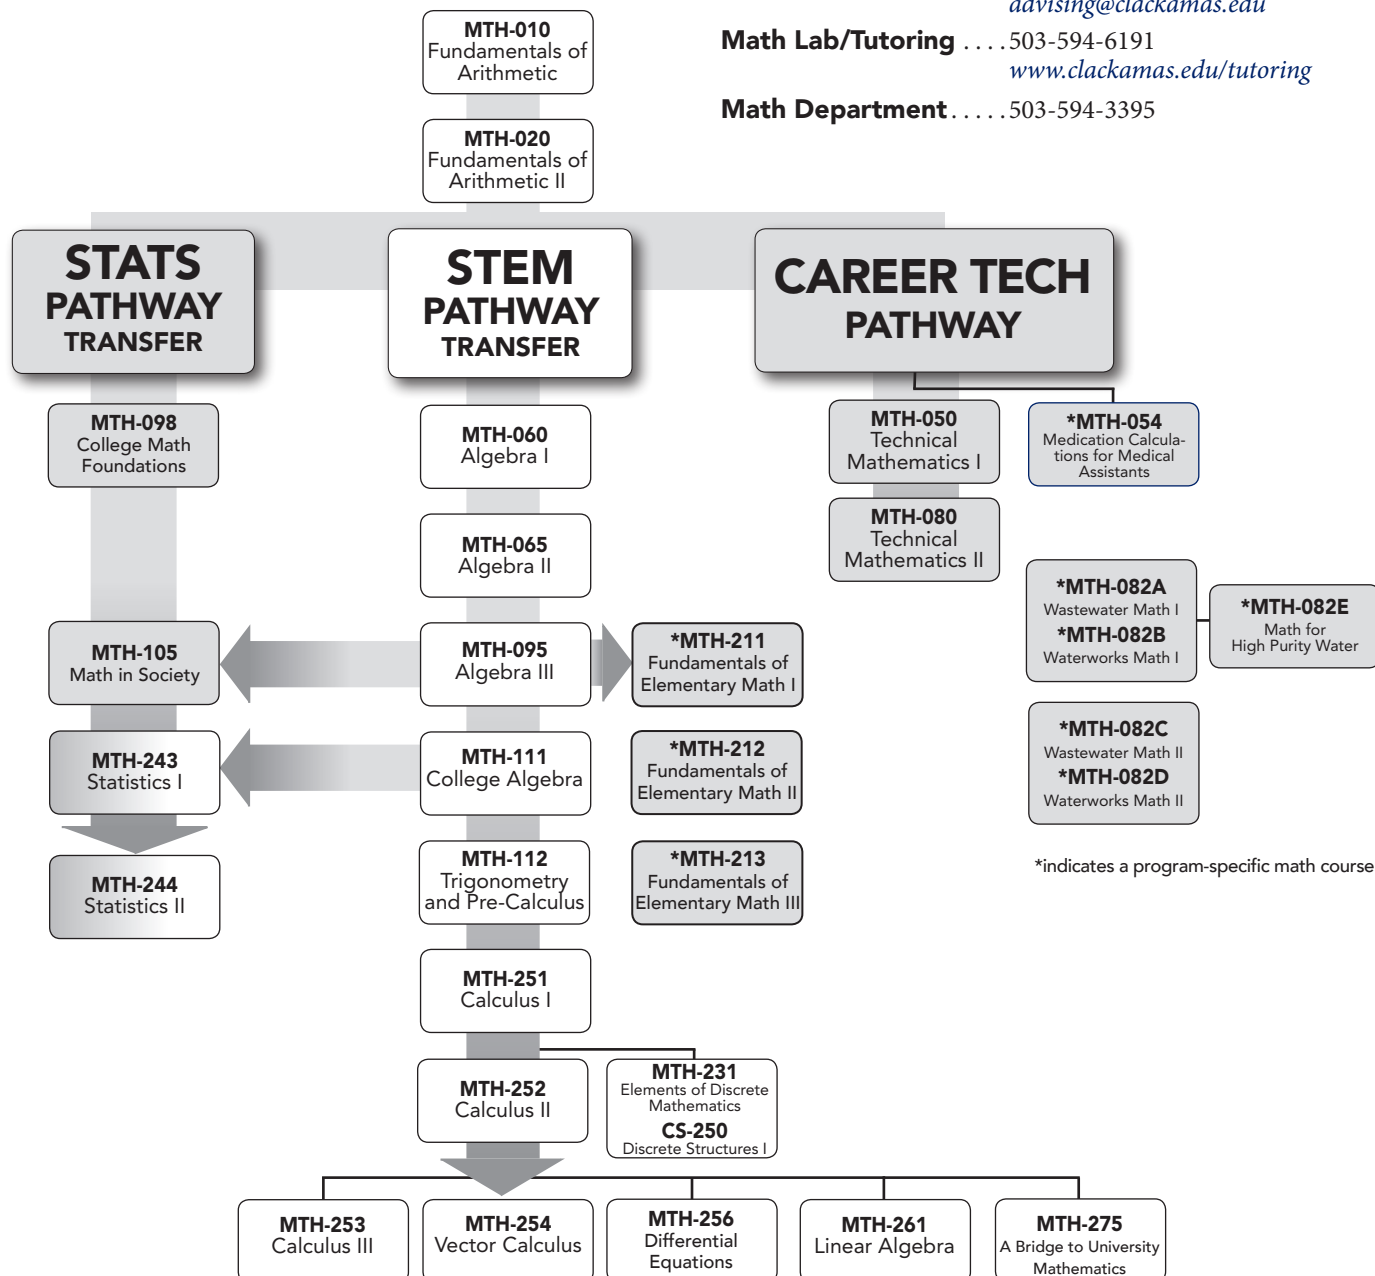 advising@clackamas.edu
Math Lab/Tutoring . . . . 503-594-6191
www.clackamas.edu/tutoring
Math Department . . . . . 503-594-3395
MTH-010
Fundamentals of
Arithmetic
MTH-020
Fundamentals of
Arithmetic II
STATS
PATHWAY
TRANSFER
STEM
PATHWAY
TRANSFER
CAREER TECH
PATHWAY
MTH-098
College Math
Foundations
MTH-060
Algebra I
MTH-050
Technical
Mathematics I
*MTH-054
Medication Calcula-
tions for Medical
Assistants
MTH-065
Algebra II
MTH-080
Technical
Mathematics II
*MTH-082A
Wastewater Math I
*MTH-082B
Waterworks Math I
*MTH-082E
Math for
High Purity Water
MTH-105
Math in Society
MTH-095
Algebra III
*MTH-211
Fundamentals of
Elementary Math I
MTH-243
Statistics I
MTH-111
College Algebra
*MTH-212
Fundamentals of
Elementary Math II
*MTH-082C
Wastewater Math II
*MTH-082D
Waterworks Math II
MTH-244
Statistics II
MTH-112
Trigonometry
and Pre-Calculus
*MTH-213
Fundamentals of
Elementary Math III
*indicates a program-specific math course
MTH-251
Calculus I
MTH-252
Calculus II
MTH-231
Elements of Discrete
Mathematics
CS-250
Discrete Structures I
MTH-253
Calculus III
MTH-254
Vector Calculus
MTH-256
Differential
Equations
MTH-261
Linear Algebra
MTH-275
A Bridge to University
Mathematics